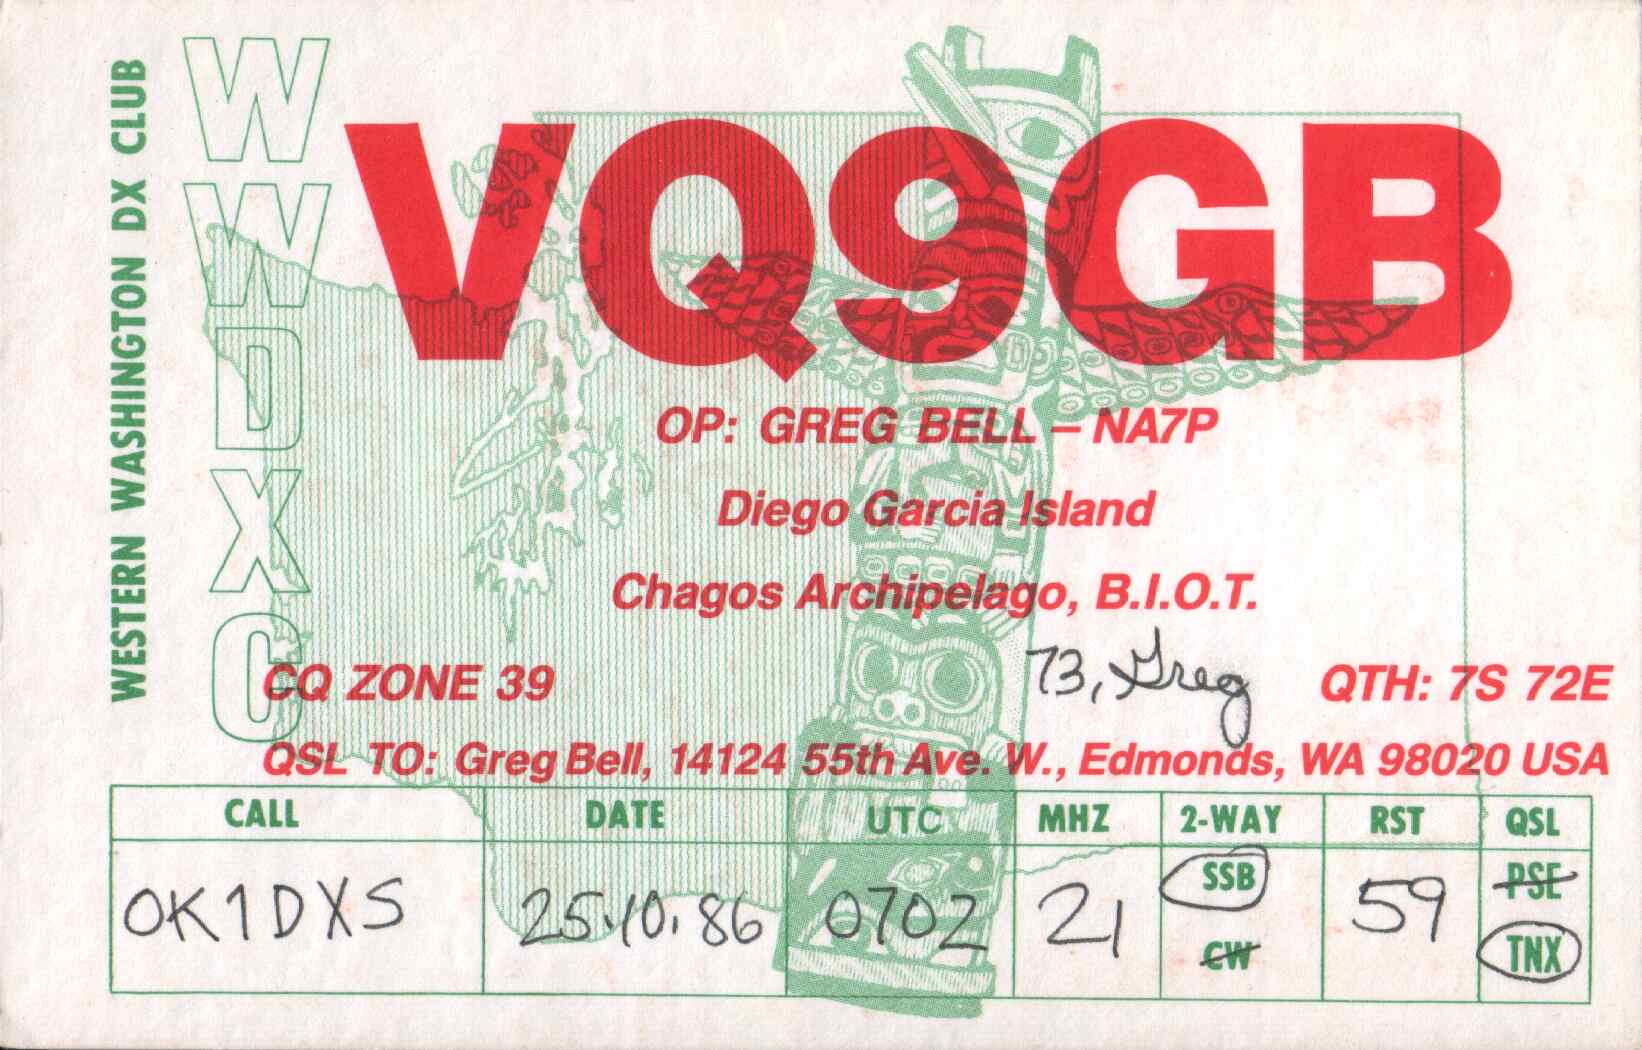 WESTERN WASHINGTON DX CLUB
WWDXC
VQ9GB
OP: GREG BELL – NA7P
Diego Garcia Island
Chagos Archipelago, B.I.O.T.
73, Greg
CQ ZONE 39 QTH: 7S 72E
QSL TO: Greg Bell, 14124 55th Ave. W., Edmonds, WA 98020 USA
CALL DATE UTC MHZ 2-WAY RST QSL
SSB PSE
OK1DXS 25.10.86 0702 21 59
CW TNX